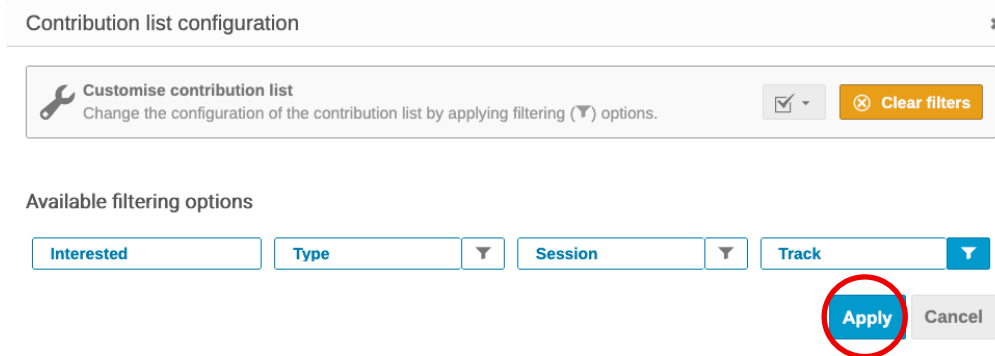 Contribution list configuration
Customise contribution list
Change the configuration of the contribution list by applying filtering () options.
Clear filters
Available filtering options
Interested
Type
Session
Track
Apply
Cancel